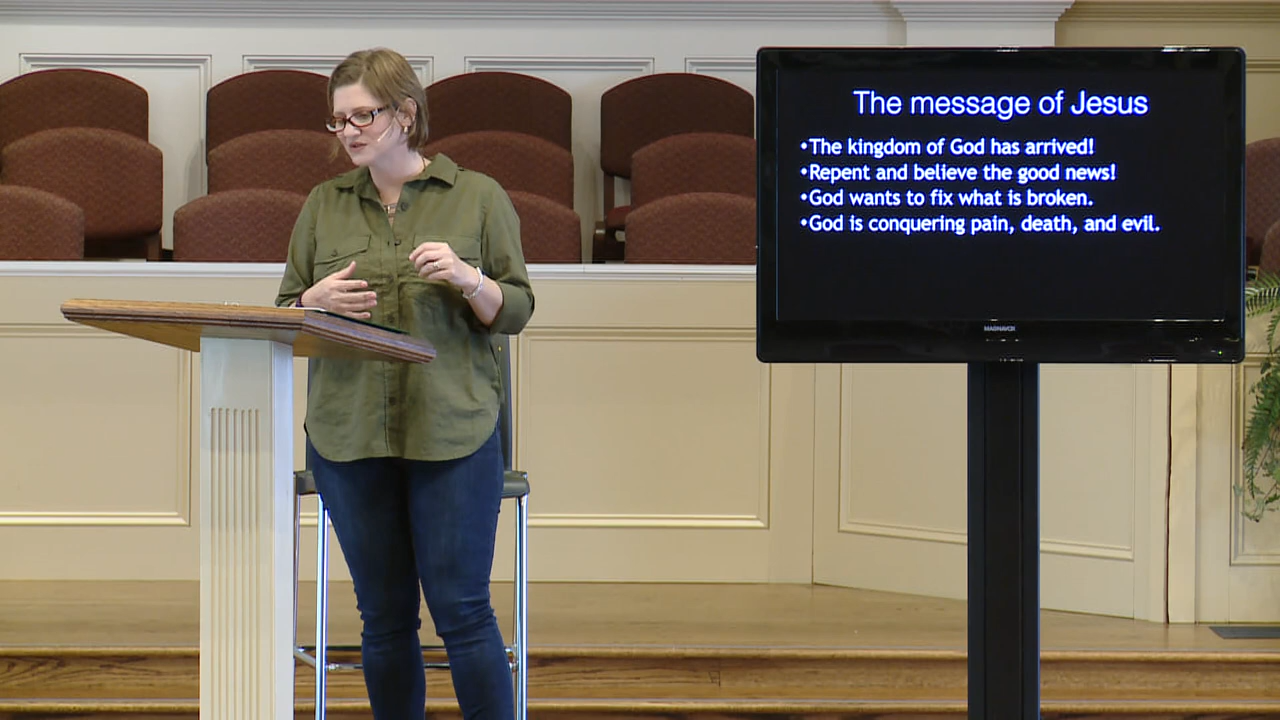 The message of Jesus
•The kingdom of God has arrived!
•Repent and believe the good news!
•God wants to fix what is broken.
•God is conquering pain, death, and evil.
MAGNAVOX